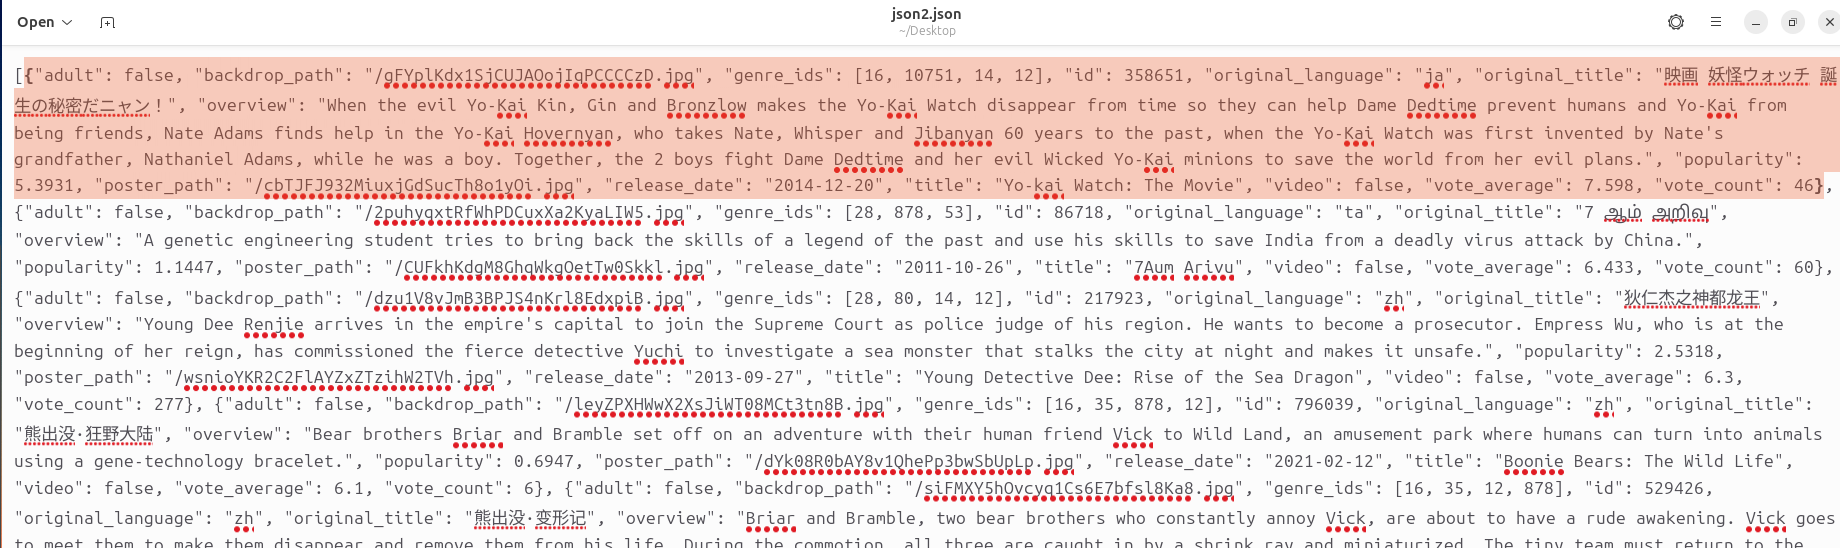 Open
json2.json
~/Desktop
[{"adult": false, "backdrop_path": "/gFYplKdx1SjCUJAOojIqPCCCCzD.jpg", "genre_ids": [16, 10751, 14, 12], "id": 358651, "original_language": "ja", "original_title": "映画 妖怪ウォッチ 誕
生の秘密だニャン！", "overview": "When the evil Yo-Kai Kin, Gin and Bronzlow makes the Yo-Kai Watch disappear from time so they can help Dame Dedtime prevent humans and Yo-Kai from
being friends, Nate Adams finds help in the Yo-Kai Hovernyan, who takes Nate, Whisper and Jibanyan 60 years to the past, when the Yo-Kai Watch was first invented by Nate's
grandfather, Nathaniel Adams, while he was a boy. Together, the 2 boys fight Dame Dedtime and her evil Wicked Yo-Kai minions to save the world from her evil plans.", "popularity":
5.3931, "poster_path": "/cbTJFJ932MiuxjGdSucTh8o1yOi.jpg", "release_date": "2014-12-20", "title": "Yo-kai Watch: The Movie", "video": false, "vote_average": 7.598, "vote_count": 46},
{"adult": false, "backdrop_path": "/2puhyqxtRfWhPDCuxXa2KyaLIW5.jpg", "genre_ids": [28, 878, 53], "id": 86718, "original_language": "ta", "original_title": "7 ஆம் அறிவு",
"overview": "A genetic engineering student tries to bring back the skills of a legend of the past and use his skills to save India from a deadly virus attack by China.",
"popularity": 1.1447, "poster_path": "/CUFkhKdgM8GhqWkgOetTw0Skkl.jpg", "release_date": "2011-10-26", "title": "7Aum Arivu", "video": false, "vote_average": 6.433, "vote_count": 60},
{"adult": false, "backdrop_path": "/dzu1V8vJmB3BPJS4nKrl8EdxpiB.jpg", "genre_ids": [28, 80, 14, 12], "id": 217923, "original_language": "zh", "original_title": "狄仁杰之神都龙王",
"overview": "Young Dee Renjie arrives in the empire's capital to join the Supreme Court as police judge of his region. He wants to become a prosecutor. Empress Wu, who is at the
beginning of her reign, has commissioned the fierce detective Yuchi to investigate a sea monster that stalks the city at night and makes it unsafe.", "popularity": 2.5318,
"poster_path": "/wsnioYKR2C2FlAYZxZTzihW2TVh.jpg", "release_date": "2013-09-27", "title": "Young Detective Dee: Rise of the Sea Dragon", "video": false, "vote_average": 6.3,
"vote_count": 277}, {"adult": false, "backdrop_path": "/leyZPXHWwX2XsJiWT08MCt3tn8B.jpg", "genre_ids": [16, 35, 878, 12], "id": 796039, "original_language": "zh", "original_title":
"熊出没·狂野大陆", "overview": "Bear brothers Briar and Bramble set off on an adventure with their human friend Vick to Wild Land, an amusement park where humans can turn into animals
using a gene-technology bracelet.", "popularity": 0.6947, "poster_path": "/dYk08R0bAY8v1QhePp3bwSbUpLp.jpg", "release_date": "2021-02-12", "title": "Boonie Bears: The Wild Life",
"video": false, "vote_average": 6.1, "vote_count": 6}, {"adult": false, "backdrop_path": "/siFMXY5hOvcyq1Cs6E7bfsl8Ka8.jpg", "genre_ids": [16, 35, 12, 878], "id": 529426,
"original_language": "zh", "original_title": "熊出没·变形记", "overview": "Briar and Bramble, two bear brothers who constantly annoy Vick, are about to have a rude awakening. Vick goes
to meet them to make them disappear and remove them from his life. During the commotion, all three are caught in by a shrink ray and miniaturized. The tiny team must return to the